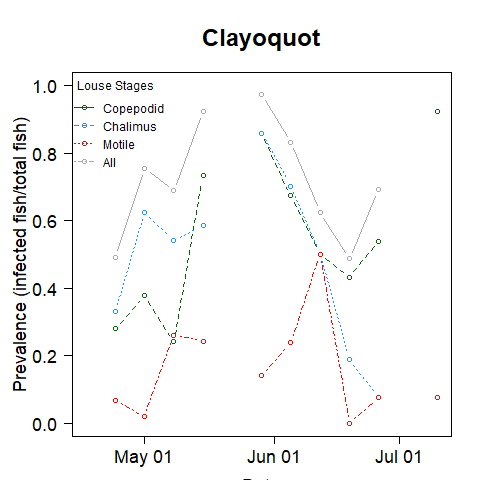 Clayoquot
Prevalence (infected fish/total fish)
1.0
0.8
0.6
0.4
0.2
0.0
Louse Stages
Copepodid
Chalimus
Motile
All
May 01
Jun 01
Jul 01